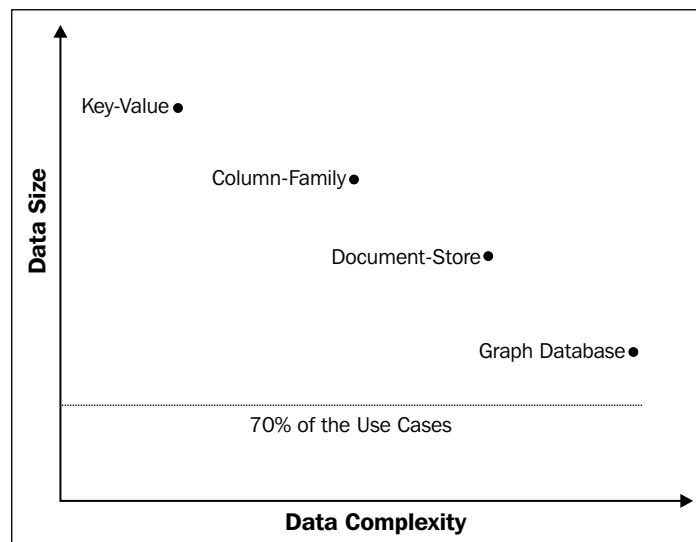 Key-Value
Column-Family
Document-Store
Graph Database
70% of the Use Cases
Data Size
Data Complexity